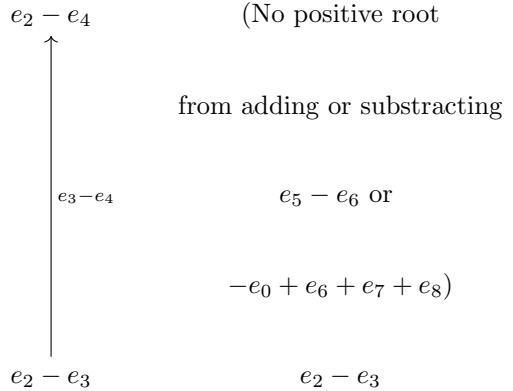 $e_2 - e_4$ (No positive root
from adding or substracting
$e_3 - e_4$ $e_5 - e_6$ or
$-e_0 + e_6 + e_7 + e_8)$
$e_2 - e_3$ $e_2 - e_3$